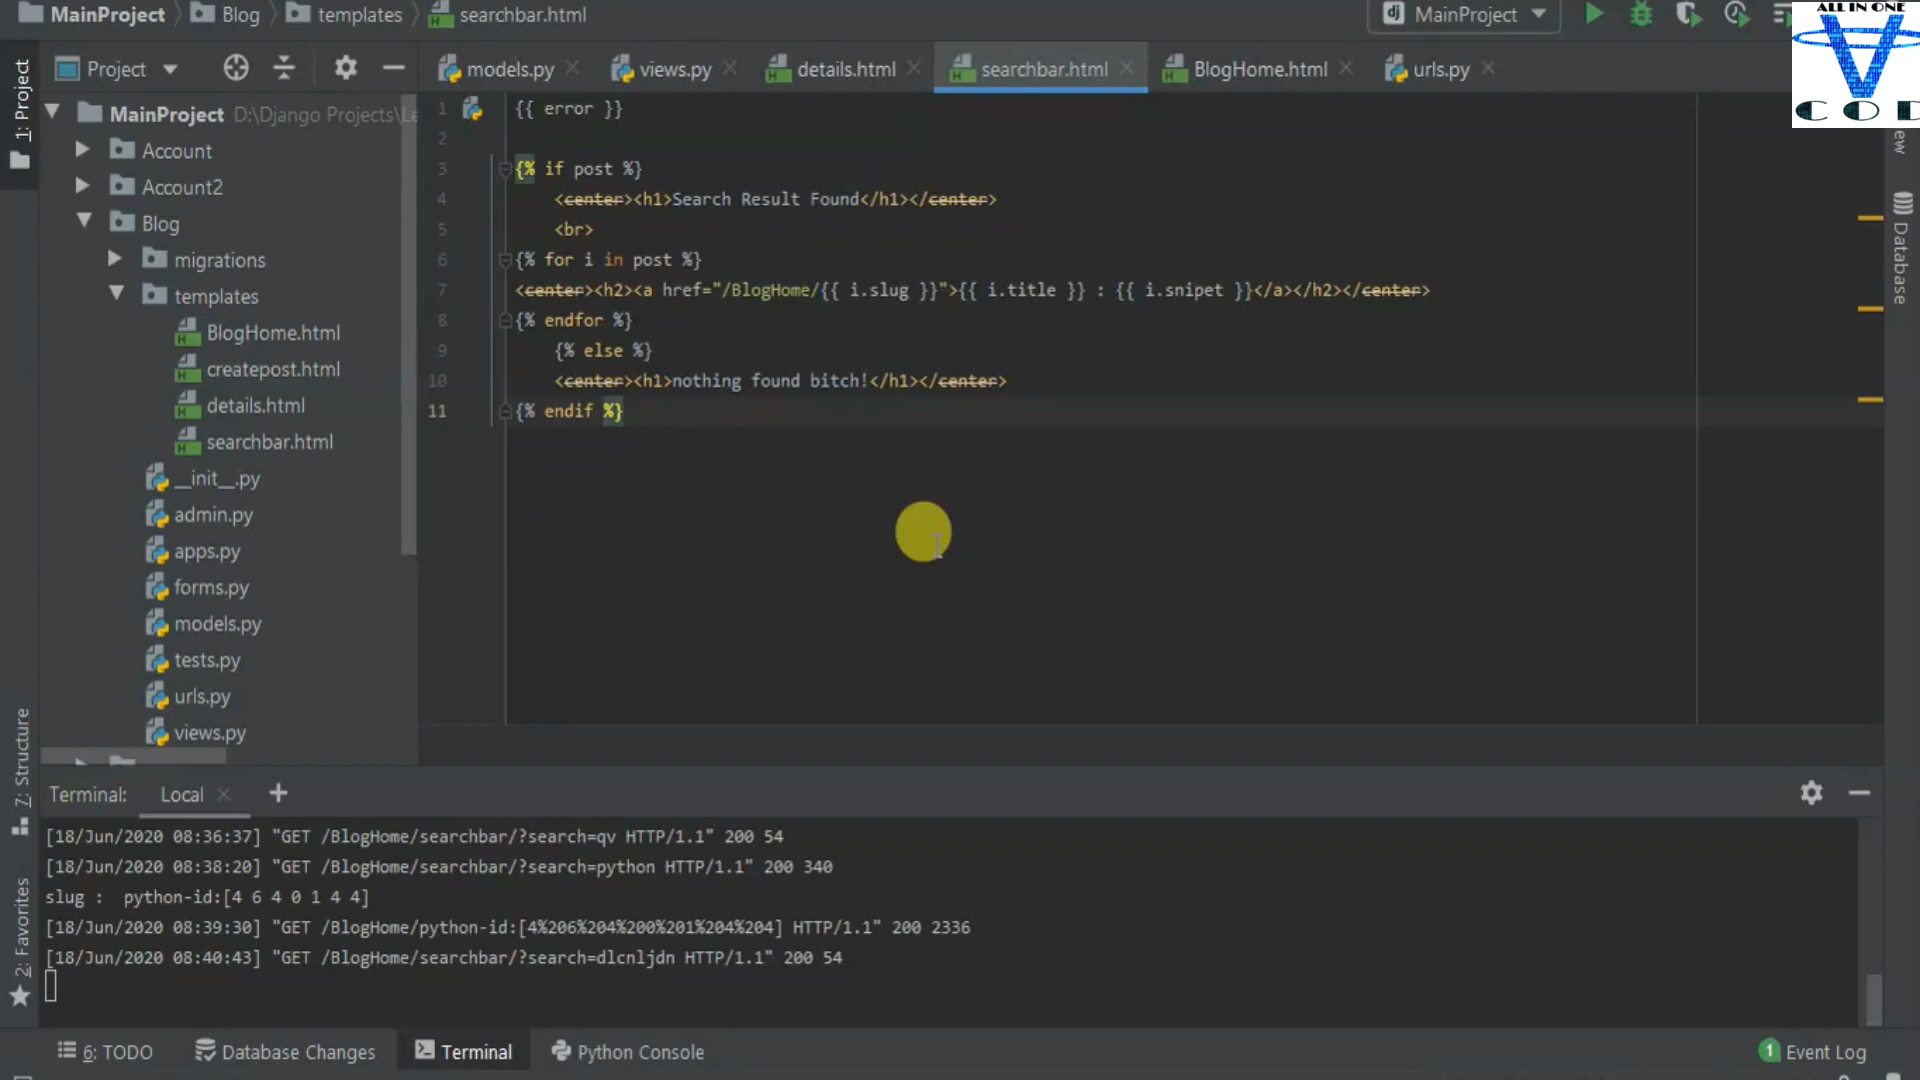 MainProject
Blog
templates
searchbar.html
MainProject
ALL IN ONE
COD
1: Project
Project
models.py
views.py
details.html
searchbar.html
BlogHome.html
urls.py
MainProject D:\Django Projects\Le
Account
Account2
Blog
migrations
templates
BlogHome.html
createpost.html
details.html
searchbar.html
__init__.py
admin.py
apps.py
forms.py
models.py
tests.py
urls.py
views.py
1 {{ error }}
2
3 {% if post %}
4 <center><h1>Search Result Found</h1></center>
5 <br>
6 {% for i in post %}
7 <center><h2><a href="/BlogHome/{{ i.slug }}">{{ i.title }} : {{ i.snipet }}</a></h2></center>
8 {% endfor %}
9 {% else %}
10 <center><h1>nothing found bitch!</h1></center>
11 {% endif %}
ew
Database
7: Structure
2: Favorites
Terminal:
Local
[18/Jun/2020 08:36:37] "GET /BlogHome/searchbar/?search=qv HTTP/1.1" 200 54
[18/Jun/2020 08:38:20] "GET /BlogHome/searchbar/?search=python HTTP/1.1" 200 340
slug :  python-id:[4 6 4 0 1 4 4]
[18/Jun/2020 08:39:30] "GET /BlogHome/python-id:[4%206%204%200%201%204%204] HTTP/1.1" 200 2336
[18/Jun/2020 08:40:43] "GET /BlogHome/searchbar/?search=dlcnljdn HTTP/1.1" 200 54
6: TODO
Database Changes
Terminal
Python Console
1 Event Log